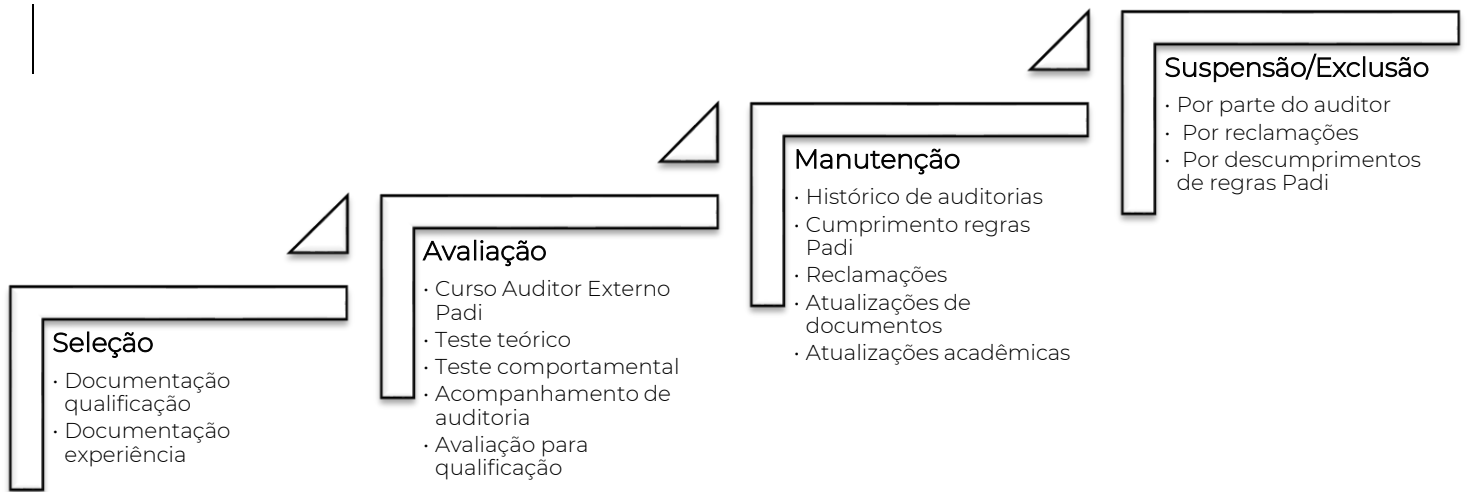 Seleção
· Documentação
qualificação
· Documentação
experiência
Avaliação
· Curso Auditor Externo
Padi
· Teste teórico
· Teste comportamental
· Acompanhamento de
auditoria
· Avaliação para
qualificação
Manutenção
· Histórico de auditorias
· Cumprimento regras
Padi
· Reclamações
· Atualizações de
documentos
· Atualizações acadêmicas
Suspensão/Exclusão
· Por parte do auditor
· Por reclamações
· Por descumprimentos
de regras Padi